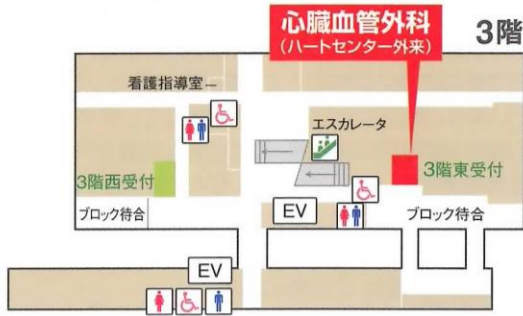 心臓血管外科
(ハートセンター外来)
3階
看護指導室
エスカレータ
3階西受付
3階東受付
ブロック待合
EV
ブロック待合
EV